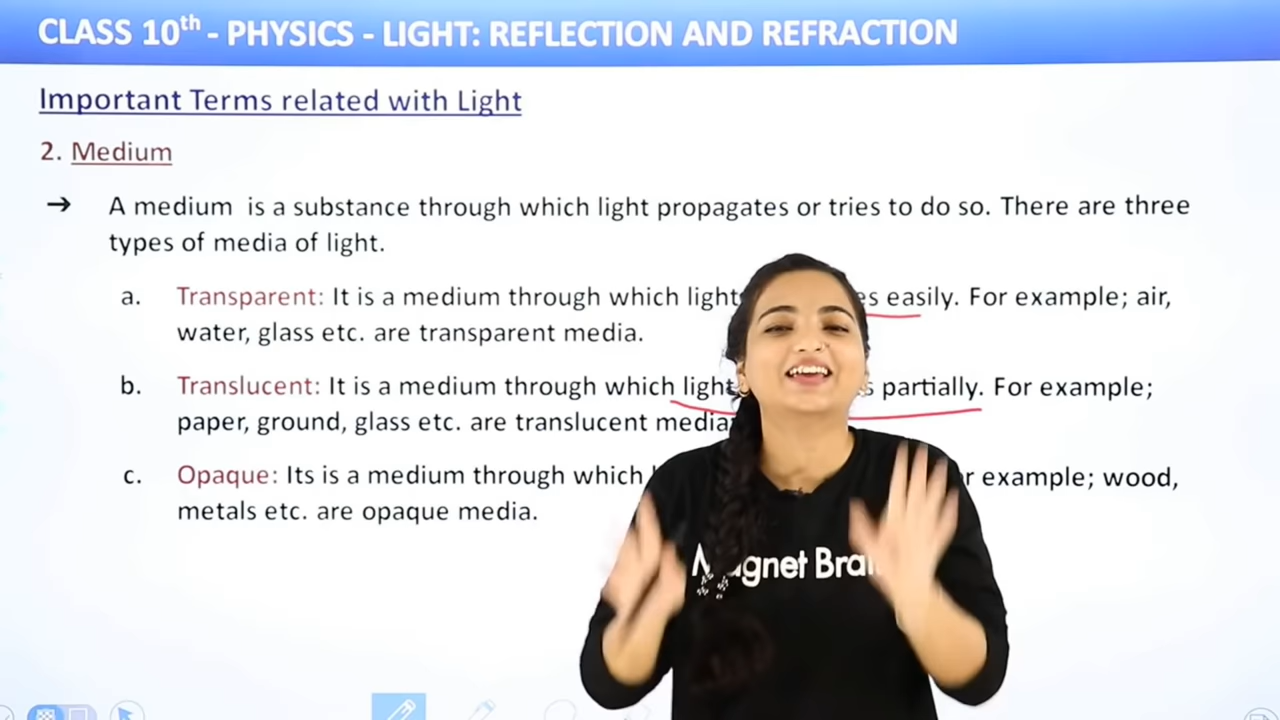 CLASS 10th - PHYSICS - LIGHT: REFLECTION AND REFRACTION
Important Terms related with Light
2. Medium
→ A medium is a substance through which light propagates or tries to do so. There are three
types of media of light.
a. Transparent: It is a medium through which light es easily. For example; air,
water, glass etc. are transparent media.
b. Translucent: It is a medium through which light s partially. For example;
paper, ground, glass etc. are translucent media
c. Opaque: Its is a medium through which r example; wood,
metals etc. are opaque media.
Magnet Brai